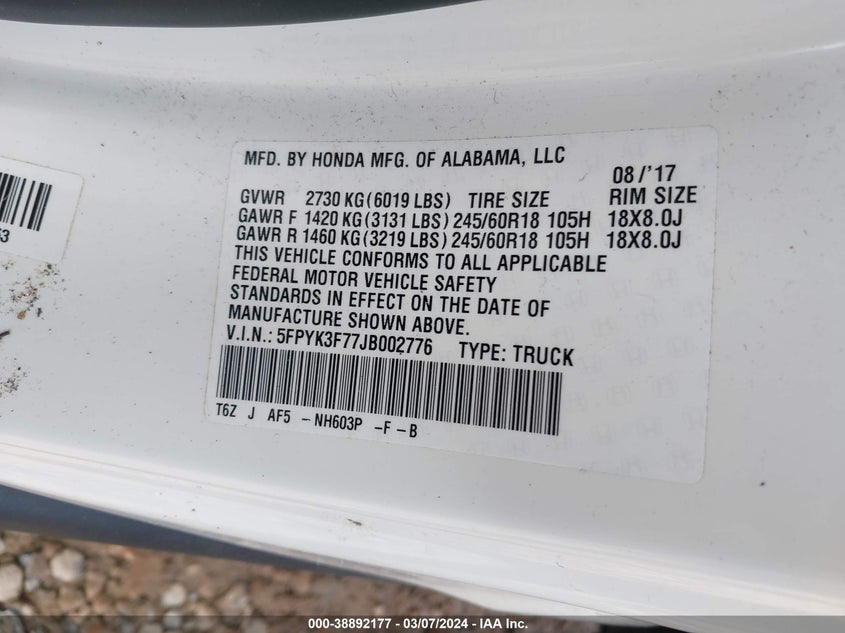 MFD. BY HONDA MFG. OF ALABAMA, LLC
08/'17
GVWR 2730 KG(6019 LBS) TIRE SIZE RIM SIZE
GAWR F 1420 KG(3131 LBS) 245/60R18 105H 18X8.0J
GAWR R 1460 KG(3219 LBS) 245/60R18 105H 18X8.0J
THIS VEHICLE CONFORMS TO ALL APPLICABLE
FEDERAL MOTOR VEHICLE SAFETY
STANDARDS IN EFFECT ON THE DATE OF
MANUFACTURE SHOWN ABOVE.
V.I.N.: 5FPYK3F77JB002776 TYPE: TRUCK
T6Z J AF5 -NH603P -F-B
000-38892177 - 03/07/2024 - IAA Inc.